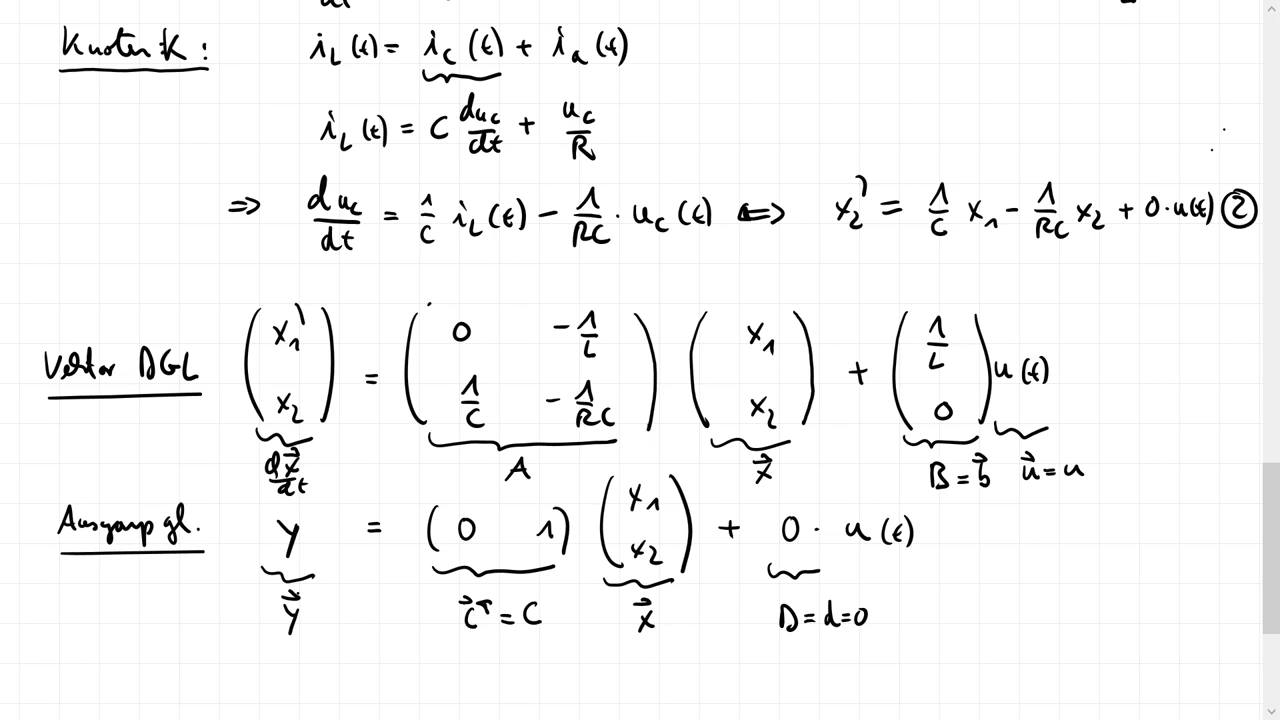 Knoten K: i_L(t) = i_C(t) + i_a(t)
i_L(t) = C du_C/dt + u_C/R
⇒ du_C/dt = 1/C i_L(t) − 1/RC · u_C(t) ⇔ x_2' = 1/C x_1 − 1/RC x_2 + 0·u(t) ②
Vektor DGL (x_1' x_2) = (0 −1/L 1/C −1/RC) (x_1 x_2) + (1/L 0) u(t)
dx⃗/dt A x⃗ B = b⃗ u⃗ = u
Ausgangsgl. y = (0 1) (x_1 x_2) + 0 · u(t)
y⃗ c⃗^T = C x⃗ D = d = 0